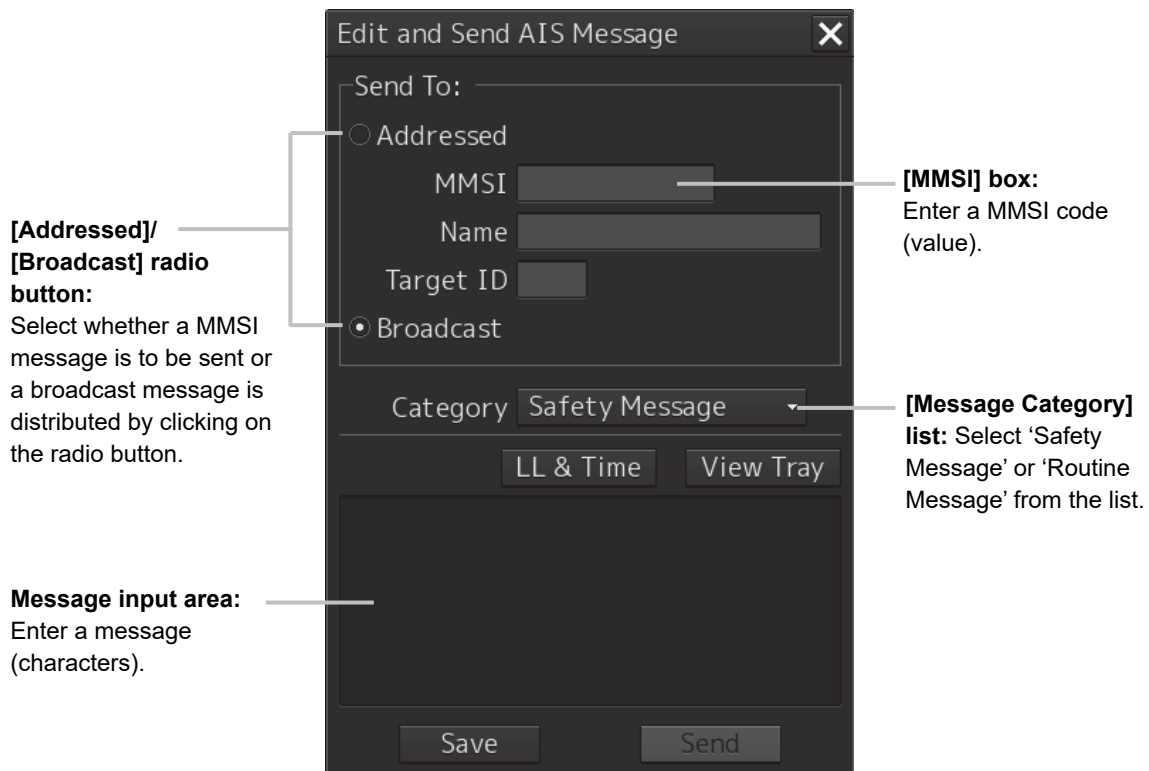 Edit and Send AIS Message
Send To:
Addressed
MMSI
Name
Target ID
Broadcast
Category Safety Message
LL & Time View Tray
Save Send
[Addressed]/
[Broadcast] radio
button:
Select whether a MMSI
message is to be sent or
a broadcast message is
distributed by clicking on
the radio button.
Message input area:
Enter a message
(characters).
[MMSI] box:
Enter a MMSI code
(value).
[Message Category]
list: Select ‘Safety
Message’ or ‘Routine
Message’ from the list.